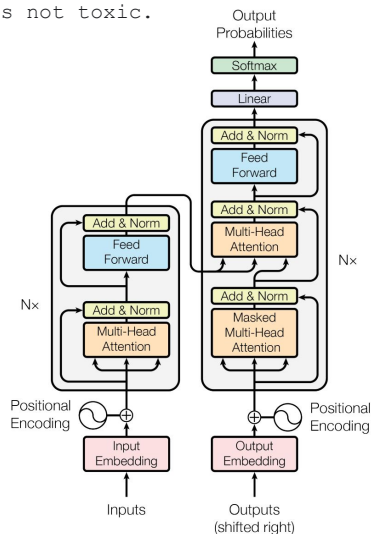 s not toxic.
Output
Probabilities
Softmax
Linear
Add & Norm
Feed
Forward
Add & Norm
Multi-Head
Attention
Add & Norm
Masked
Multi-Head
Attention
N×
Positional
Encoding
Output
Embedding
Outputs
(shifted right)
Add & Norm
Feed
Forward
Add & Norm
Multi-Head
Attention
N×
Positional
Encoding
Input
Embedding
Inputs